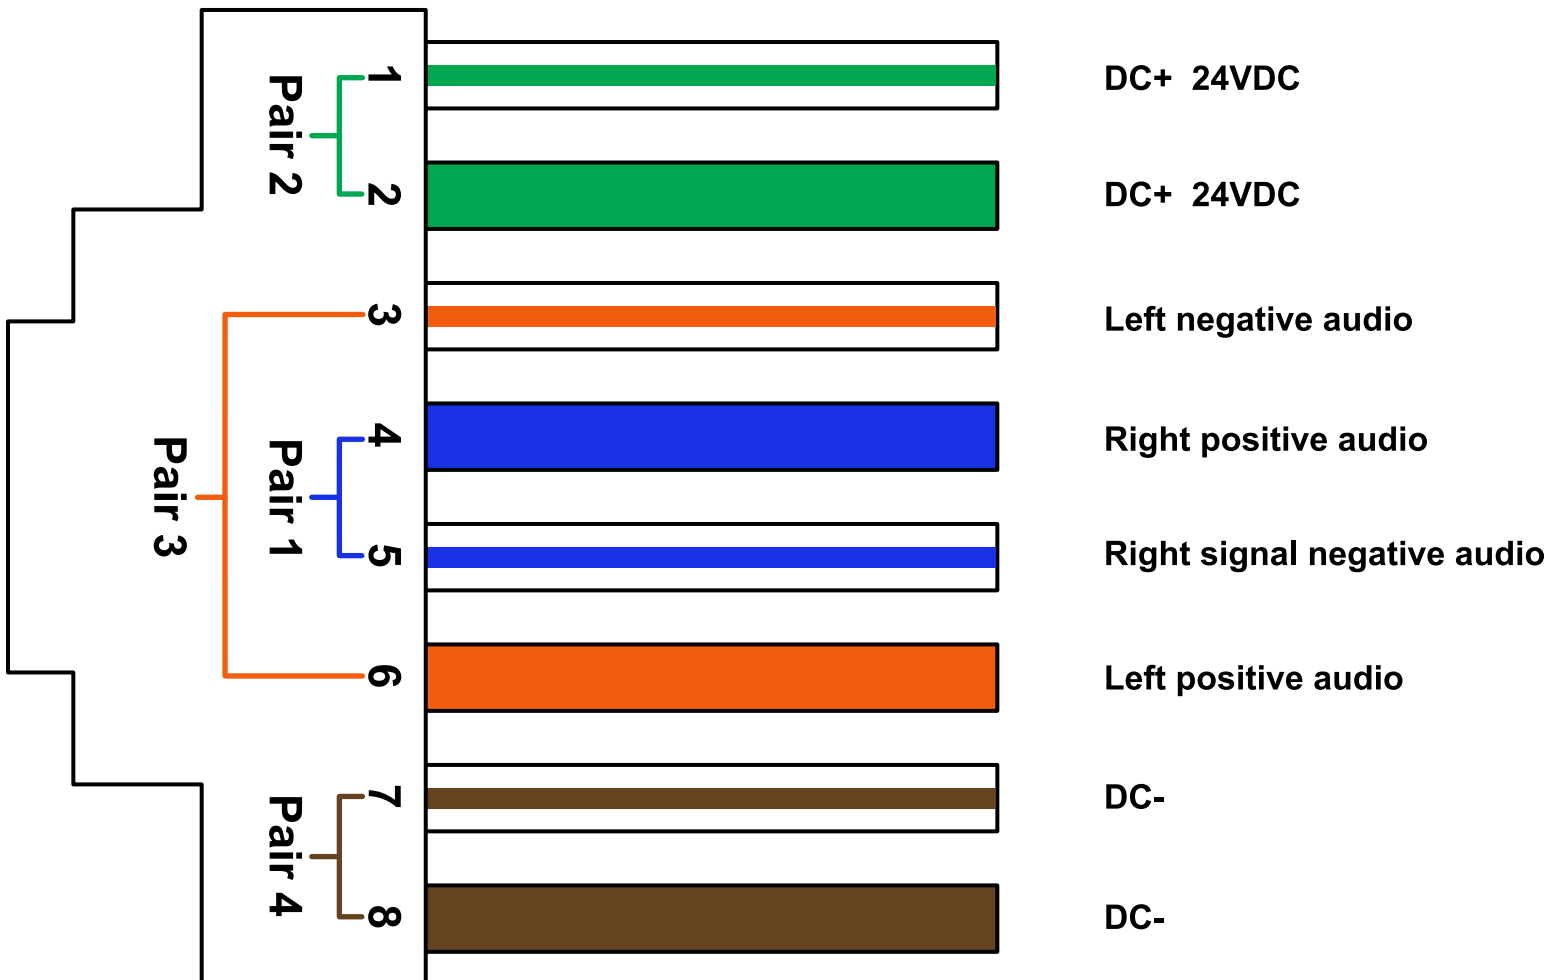 1 DC+ 24VDC
Pair 2
2 DC+ 24VDC
3 Left negative audio
4 Right positive audio
Pair 3
Pair 1
5 Right signal negative audio
6 Left positive audio
7 DC-
Pair 4
8 DC-